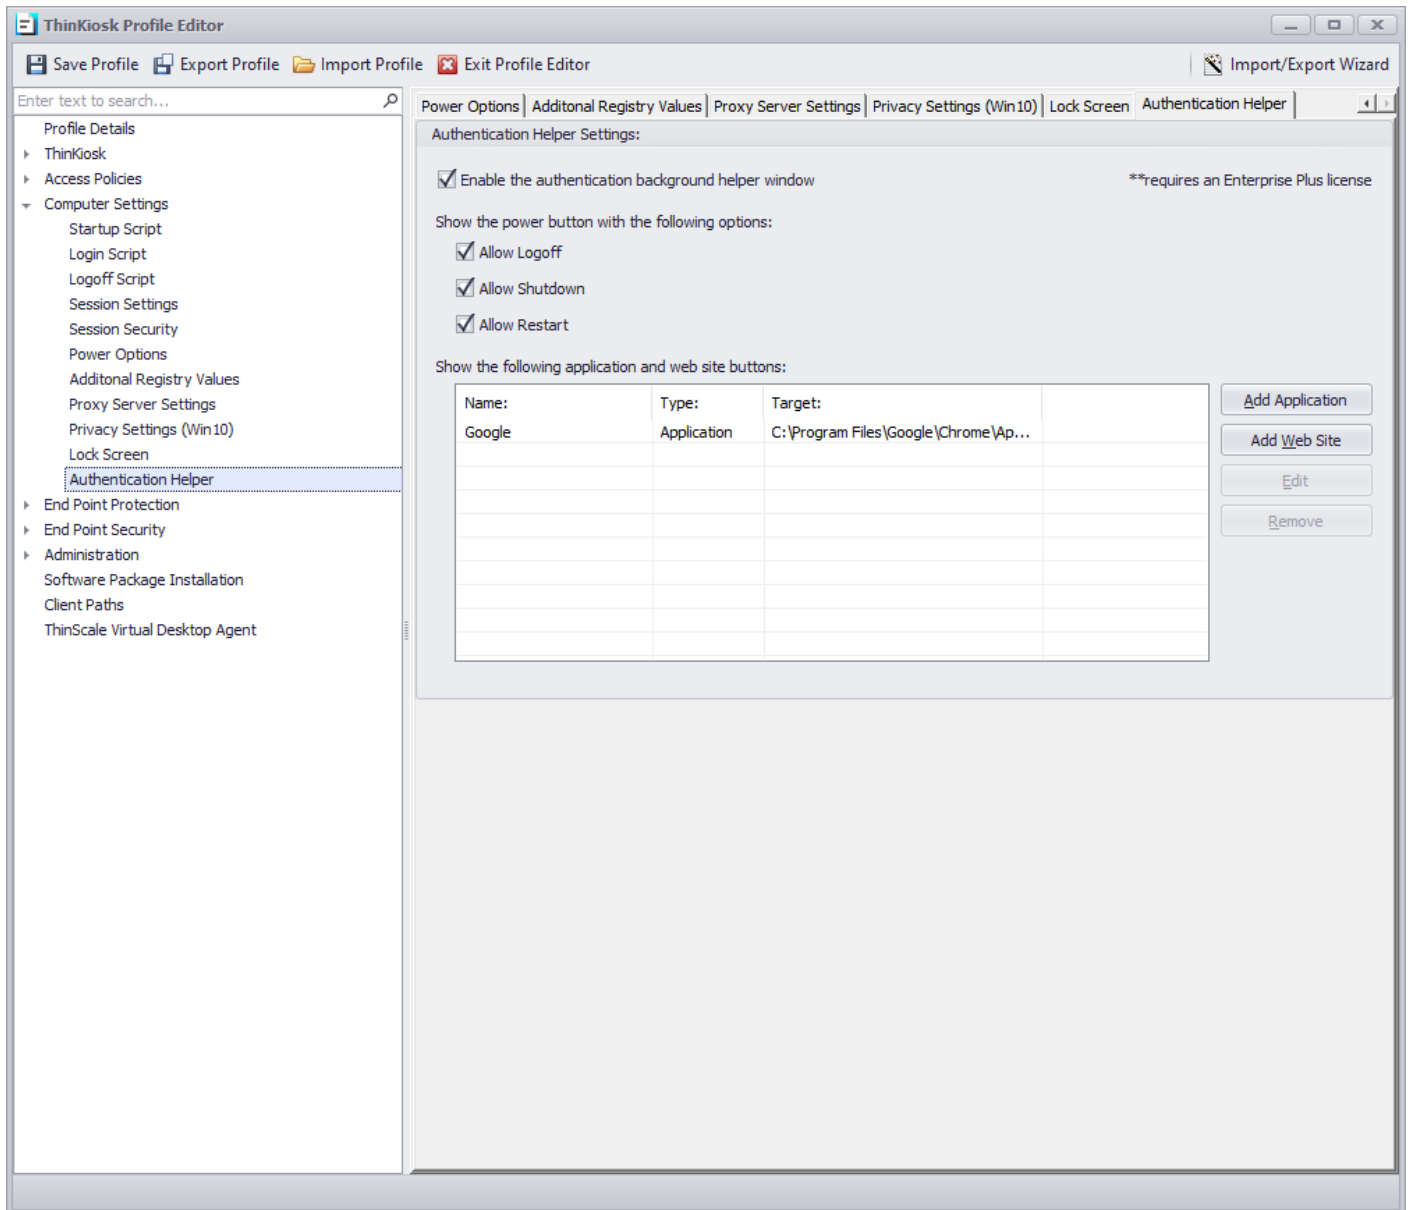 ThinKiosk Profile Editor
Save Profile Export Profile Import Profile Exit Profile Editor Import/Export Wizard
Enter text to search...
Profile Details
ThinKiosk
Access Policies
Computer Settings
Startup Script
Login Script
Logoff Script
Session Settings
Session Security
Power Options
Additonal Registry Values
Proxy Server Settings
Privacy Settings (Win10)
Lock Screen
Authentication Helper
End Point Protection
End Point Security
Administration
Software Package Installation
Client Paths
ThinScale Virtual Desktop Agent
Power Options Additonal Registry Values Proxy Server Settings Privacy Settings (Win10) Lock Screen Authentication Helper
Authentication Helper Settings:
Enable the authentication background helper window **requires an Enterprise Plus license
Show the power button with the following options:
Allow Logoff
Allow Shutdown
Allow Restart
Show the following application and web site buttons:
Name: Type: Target:
Google Application C:\Program Files\Google\Chrome\Ap...
Add Application
Add Web Site
Edit
Remove